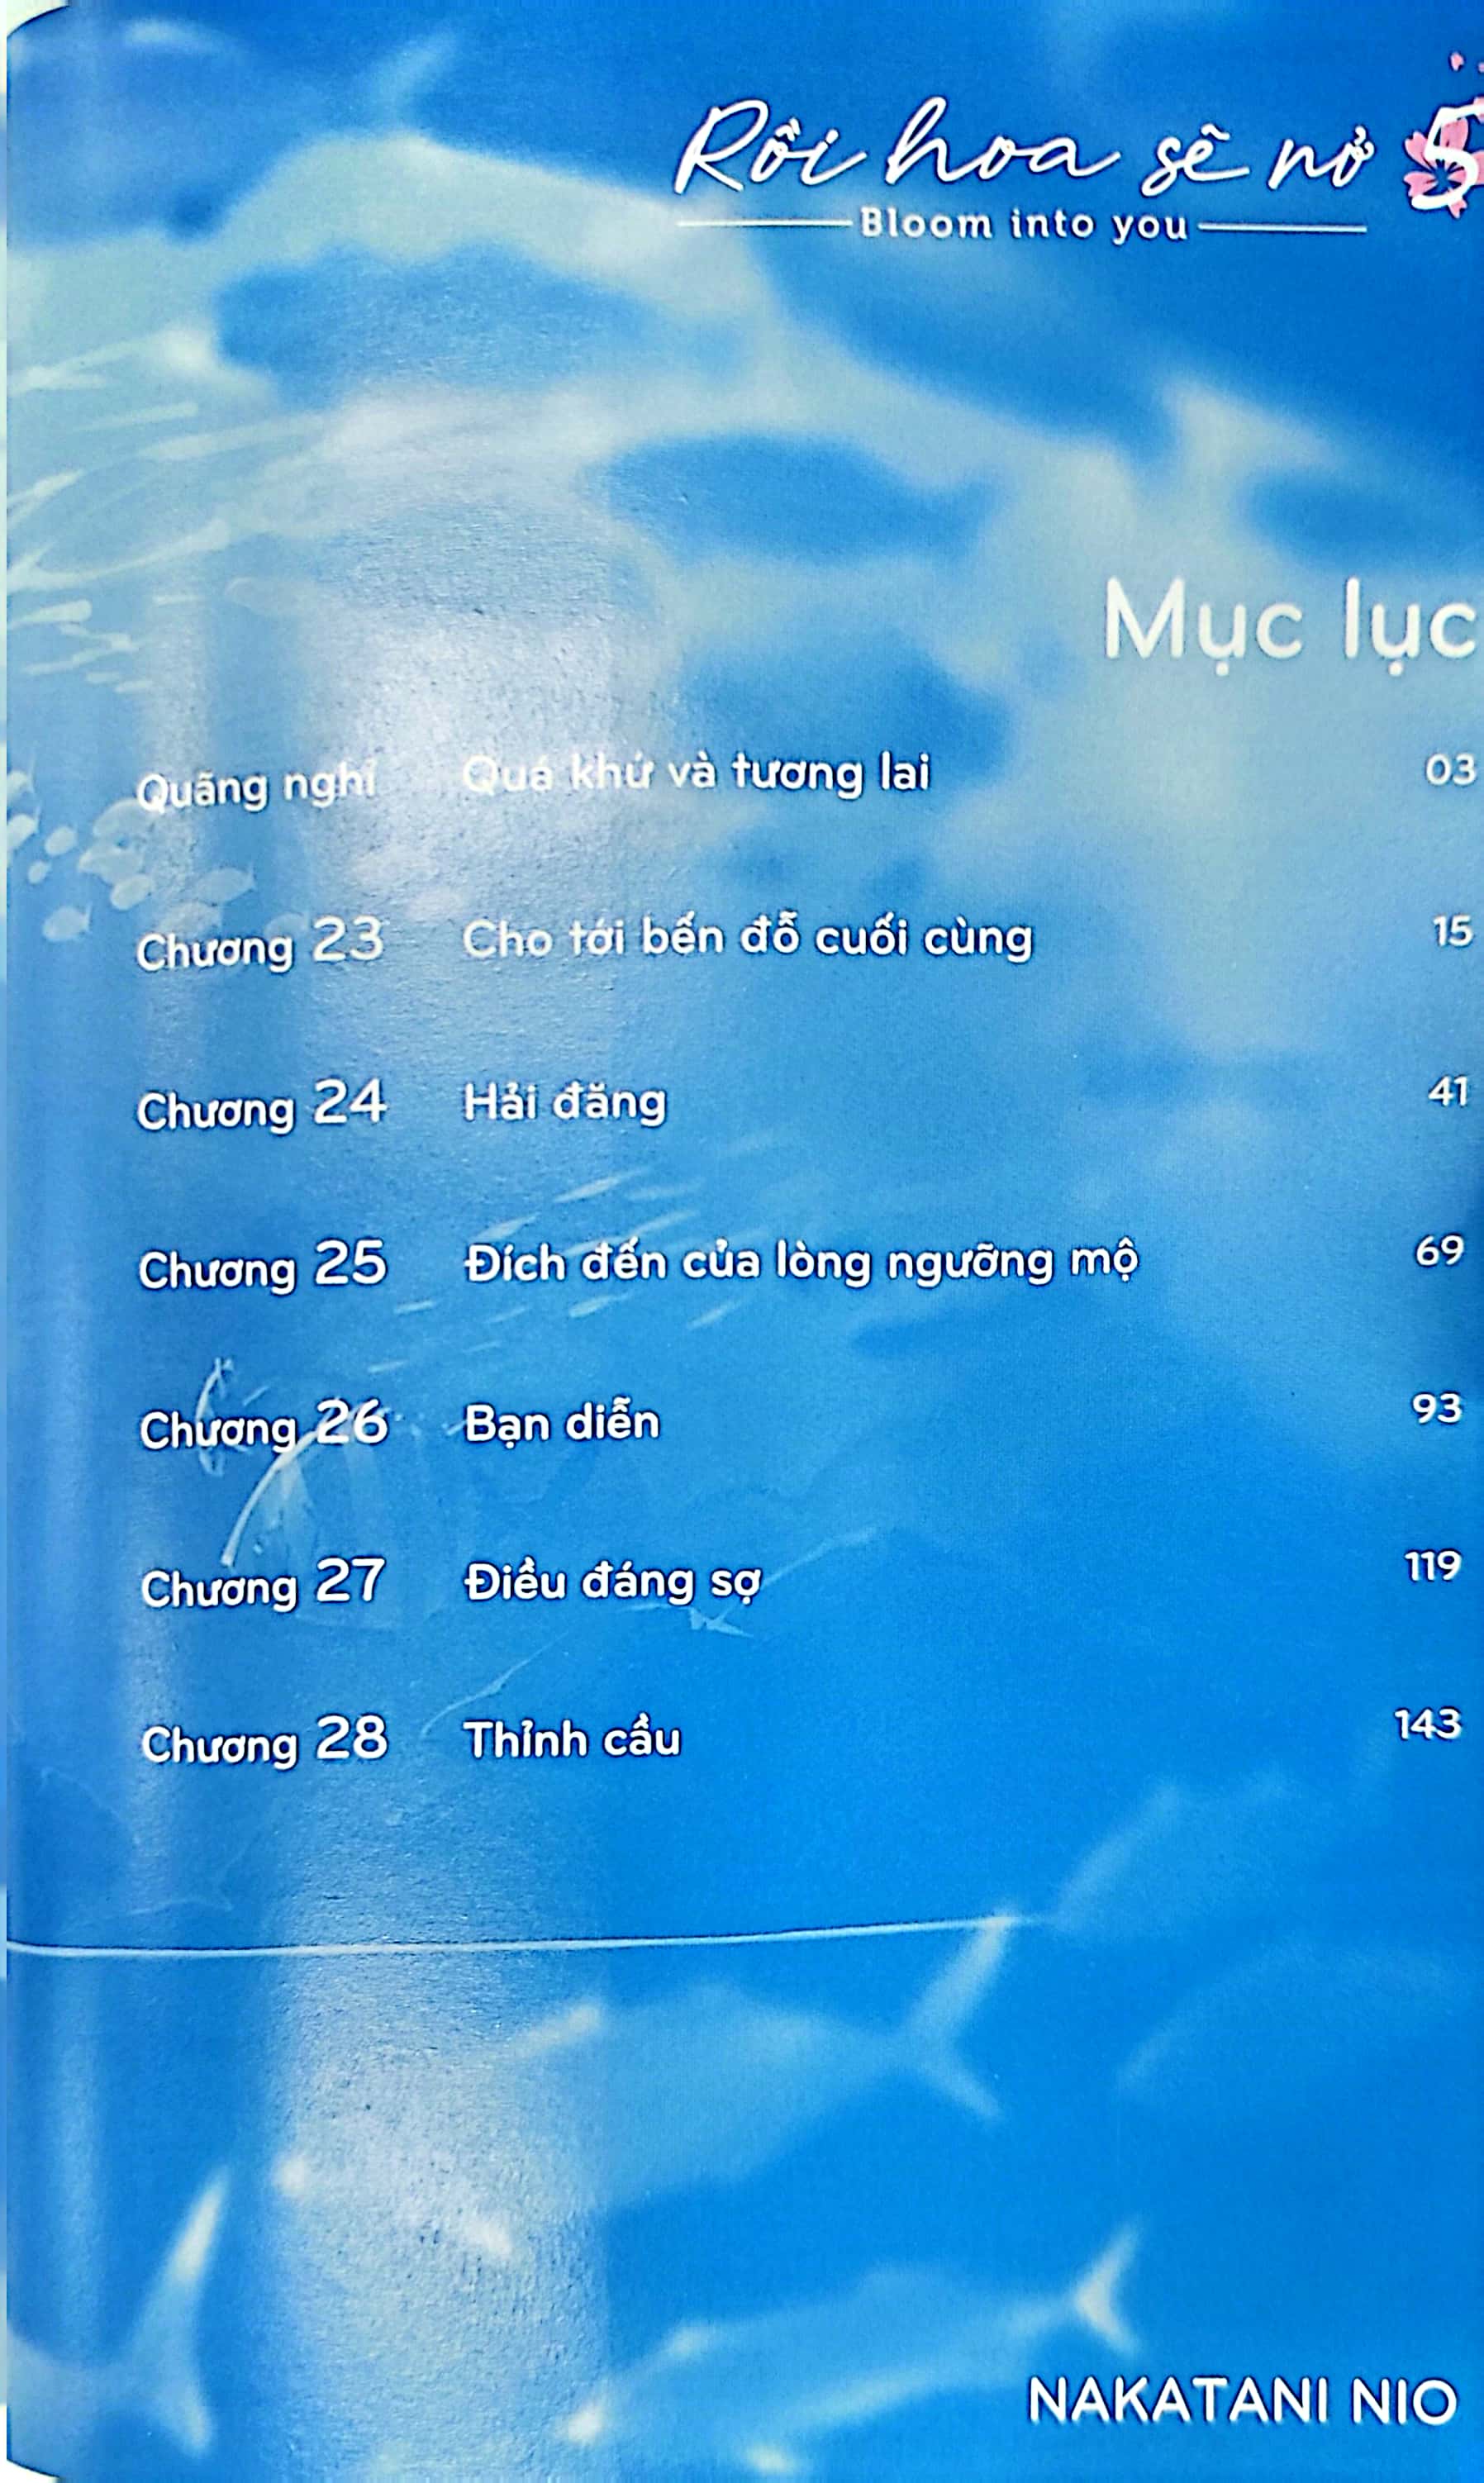 Rồi hoa sẽ nở 5
Bloom into you
Mục lục
Quãng nghỉ Quá khứ và tương lai 03
Chương 23 Cho tới bến đỗ cuối cùng 15
Chương 24 Hải đăng 41
Chương 25 Đích đến của lòng ngưỡng mộ 69
Chương 26 Bạn diễn 93
Chương 27 Điều đáng sợ 119
Chương 28 Thỉnh cầu 143
NAKATANI NIO